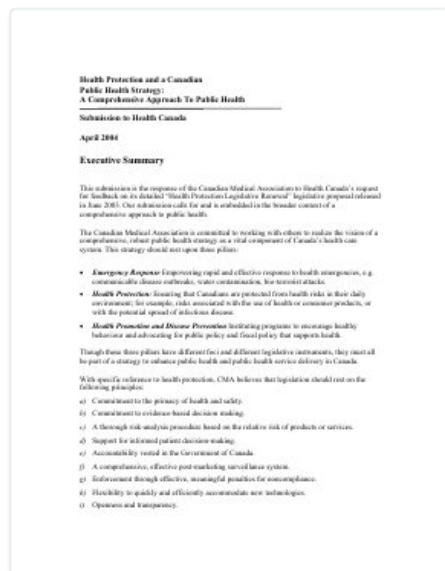 Health Protection and a Canadian
Public Health Strategy:
A Comprehensive Approach To Public Health
Submission to Health Canada
April 2004
Executive Summary
This submission is the response of the Canadian Medical Association to Health Canada's request
for feedback on its detailed "Health Protection Legislative Renewal" legislative proposal released
in June 2003. Our submission calls for and is embedded in the broader context of a
comprehensive approach to public health.
The Canadian Medical Association is committed to working with others to realize the vision of a
comprehensive, robust public health strategy as a vital component of Canada's health care
system. This strategy should rest upon three pillars:
• Emergency Response Empowering rapid and effective response to health emergencies, e.g.
communicable disease outbreaks, water contamination, bio-terrorist attacks.
• Health Protection: Ensuring that Canadians are protected from health risks in their daily
environment; for example, risks associated with the use of health or consumer products, or
with the potential spread of infectious disease.
• Health Promotion and Disease Prevention Instituting programs to encourage healthy
behaviour and advocating for public policy and fiscal policy that supports health.
Though these three pillars have different foci and different legislative instruments, they must all
be part of a strategy to enhance public health and public health service delivery in Canada.
With specific reference to health protection, CMA believes that legislation should rest on the
following principles:
a) Commitment to the primacy of health and safety.
b) Commitment to evidence-based decision making.
c) A thorough risk-analysis procedure based on the relative risk of products or services.
d) Support for informed patient decision-making.
e) Accountability vested in the Government of Canada.
f) A comprehensive, effective post-marketing surveillance system.
g) Enforcement through effective, meaningful penalties for noncompliance.
h) Flexibility to quickly and efficiently accommodate new technologies.
i) Openness and transparency.